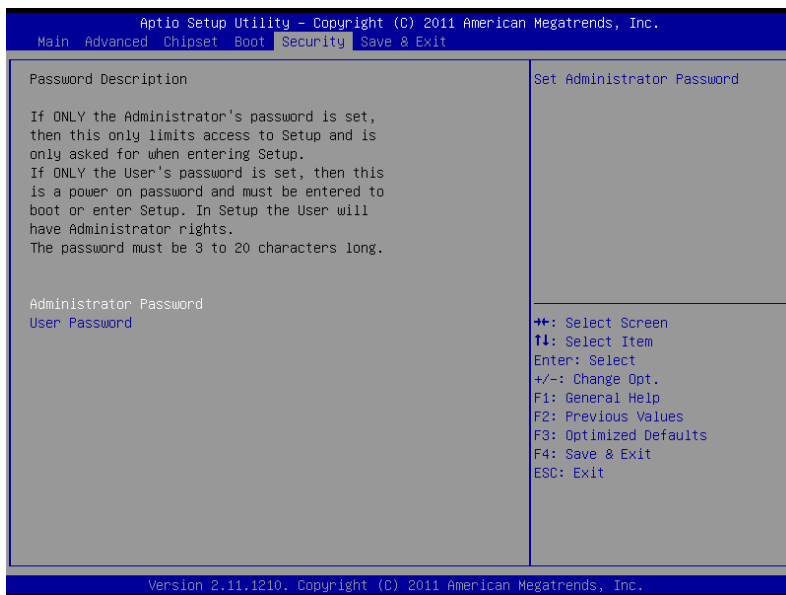 Aptio Setup Utility – Copyright (C) 2011 American Megatrends, Inc.
Main Advanced Chipset Boot Security Save & Exit
Password Description
If ONLY the Administrator's password is set,
then this only limits access to Setup and is
only asked for when entering Setup.
If ONLY the User's password is set, then this
is a power on password and must be entered to
boot or enter Setup. In Setup the User will
have Administrator rights.
The password must be 3 to 20 characters long.
Administrator Password
User Password
Set Administrator Password
→←: Select Screen
↑↓: Select Item
Enter: Select
+/-: Change Opt.
F1: General Help
F2: Previous Values
F3: Optimized Defaults
F4: Save & Exit
ESC: Exit
Version 2.11.1210. Copyright (C) 2011 American Megatrends, Inc.